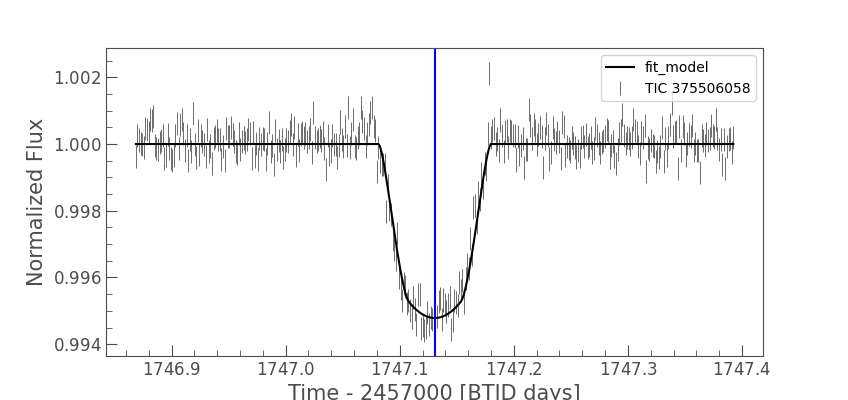 1.002
1.000
0.998
0.996
0.994
Normalized Flux
fit_model
TIC 375506058
1746.9 1747.0 1747.1 1747.2 1747.3 1747.4
Time - 2457000 [BTJD days]